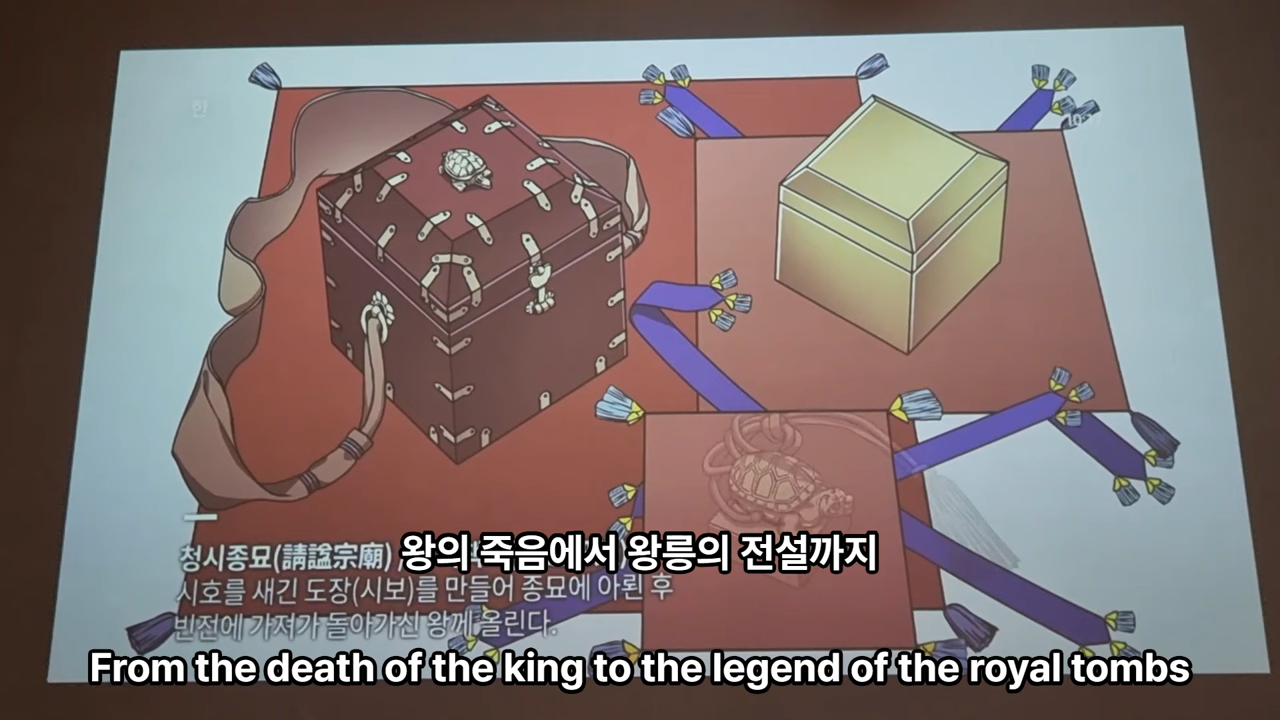 한
청시종묘(請諡宗廟)
왕의 죽음에서 왕릉의 전설까지
시호를 새긴 도장(시보)를 만들어 종묘에 아뢴 후
빈전에 가져가 돌아가신 왕께 올린다.
From the death of the king to the legend of the royal tombs